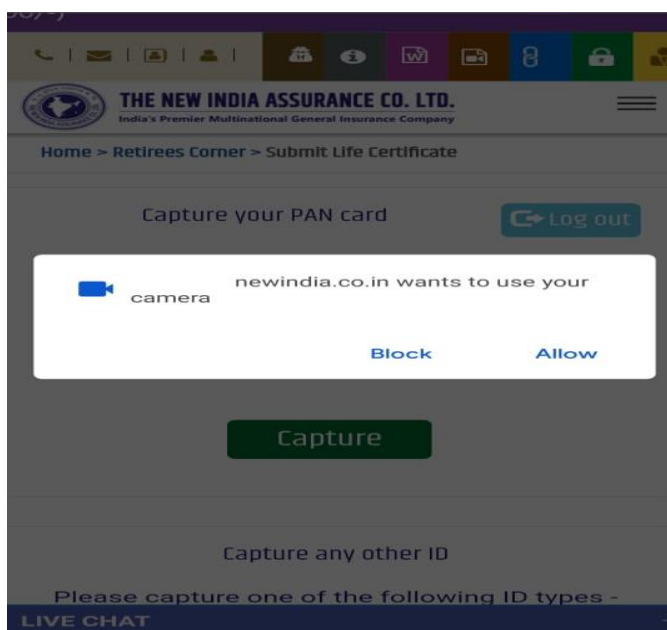 THE NEW INDIA ASSURANCE CO. LTD.
India's Premier Multinational General Insurance Company
Home > Retirees Corner > Submit Life Certificate
Capture your PAN card
Log out
newindia.co.in wants to use your
camera
Block Allow
Capture
Capture any other ID
Please capture one of the following ID types -
LIVE CHAT